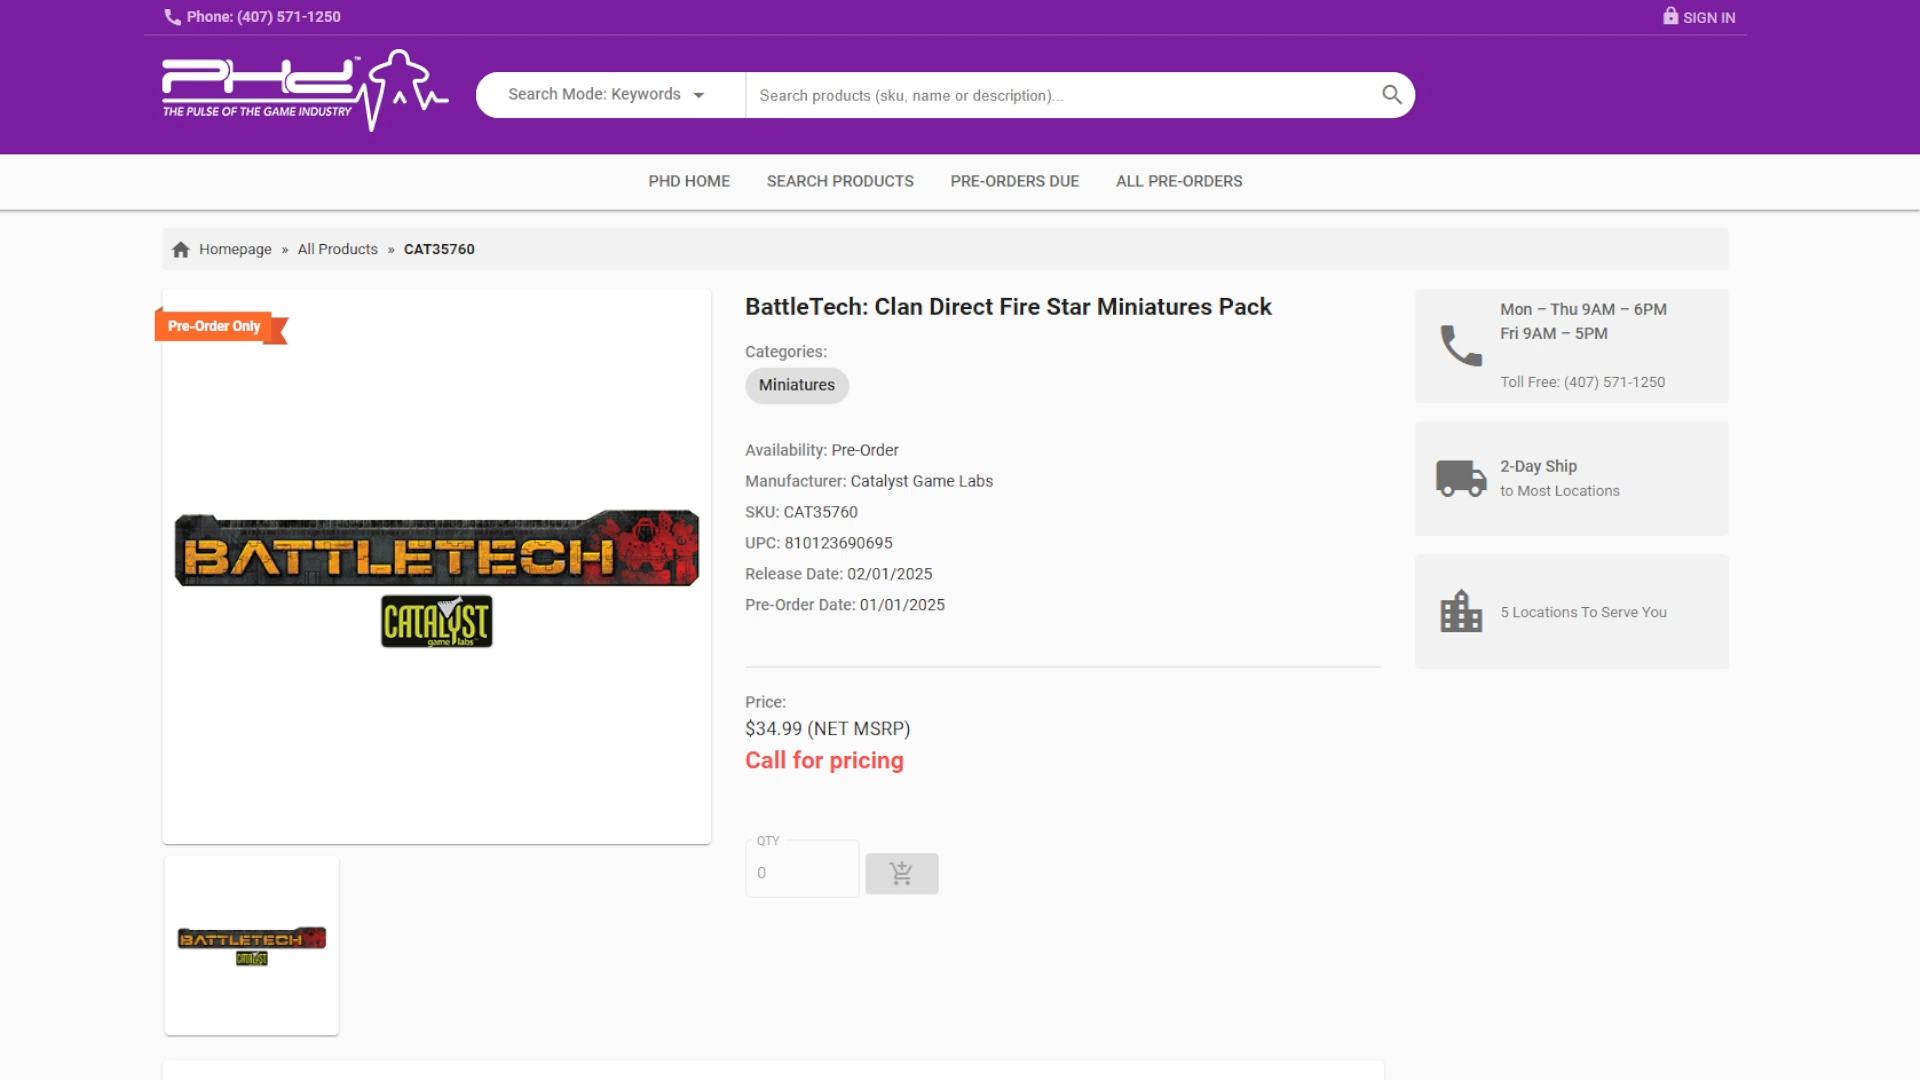 Phone: (407) 571-1250
SIGN IN
PHD™
THE PULSE OF THE GAME INDUSTRY
Search Mode: Keywords
Search products (sku, name or description)...
PHD HOME
SEARCH PRODUCTS
PRE-ORDERS DUE
ALL PRE-ORDERS
Homepage » All Products » CAT35760
Pre-Order Only
BATTLETECH
CATALYST
game labs
BATTLETECH
CATALYST
BattleTech: Clan Direct Fire Star Miniatures Pack
Categories:
Miniatures
Availability: Pre-Order
Manufacturer: Catalyst Game Labs
SKU: CAT35760
UPC: 810123690695
Release Date: 02/01/2025
Pre-Order Date: 01/01/2025
Price:
$34.99 (NET MSRP)
Call for pricing
QTY
0
Mon – Thu 9AM – 6PM
Fri 9AM – 5PM
Toll Free: (407) 571-1250
2-Day Ship
to Most Locations
5 Locations To Serve You